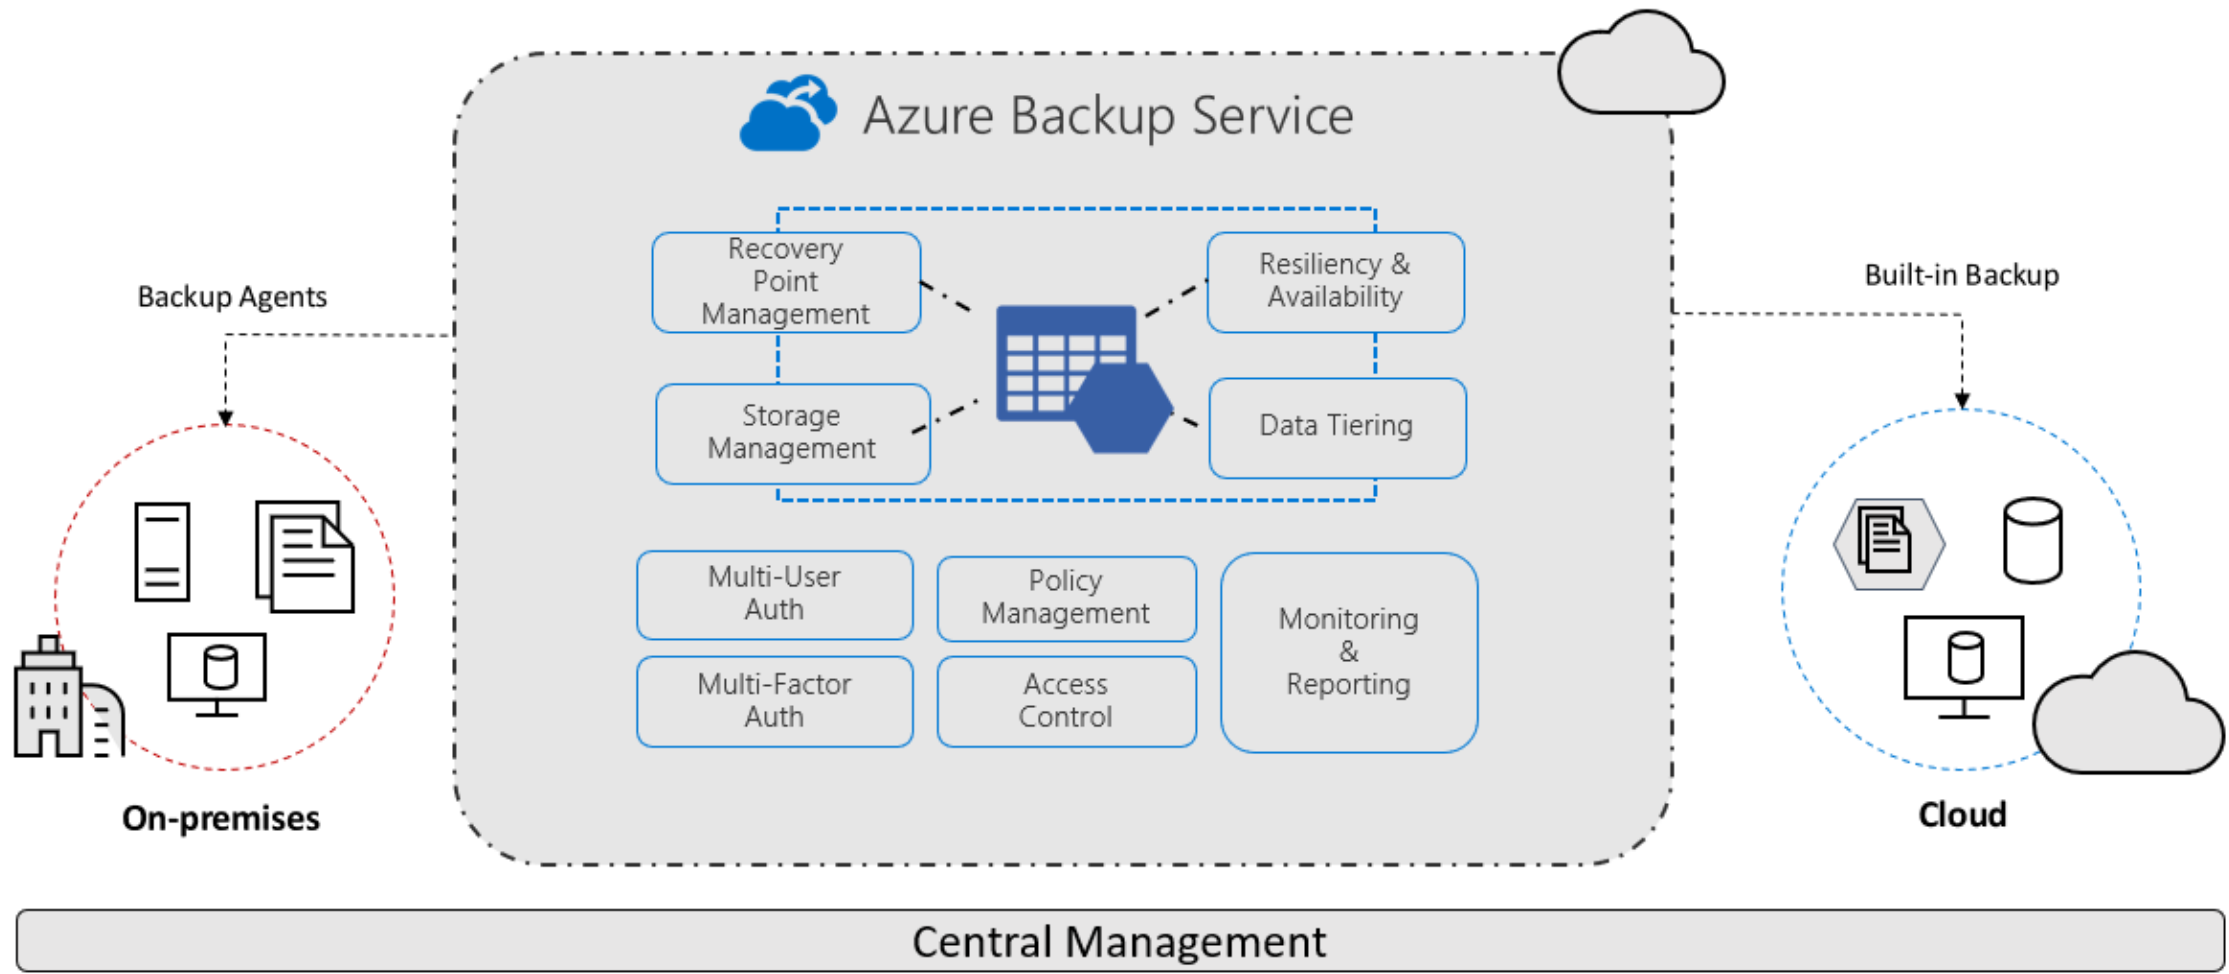 Azure Backup Service
Backup Agents
Built-in Backup
Recovery
Point
Management
Resiliency &
Availability
Storage
Management
Data Tiering
Multi-User
Auth
Policy
Management
Monitoring
&
Reporting
Multi-Factor
Auth
Access
Control
On-premises
Cloud
Central Management